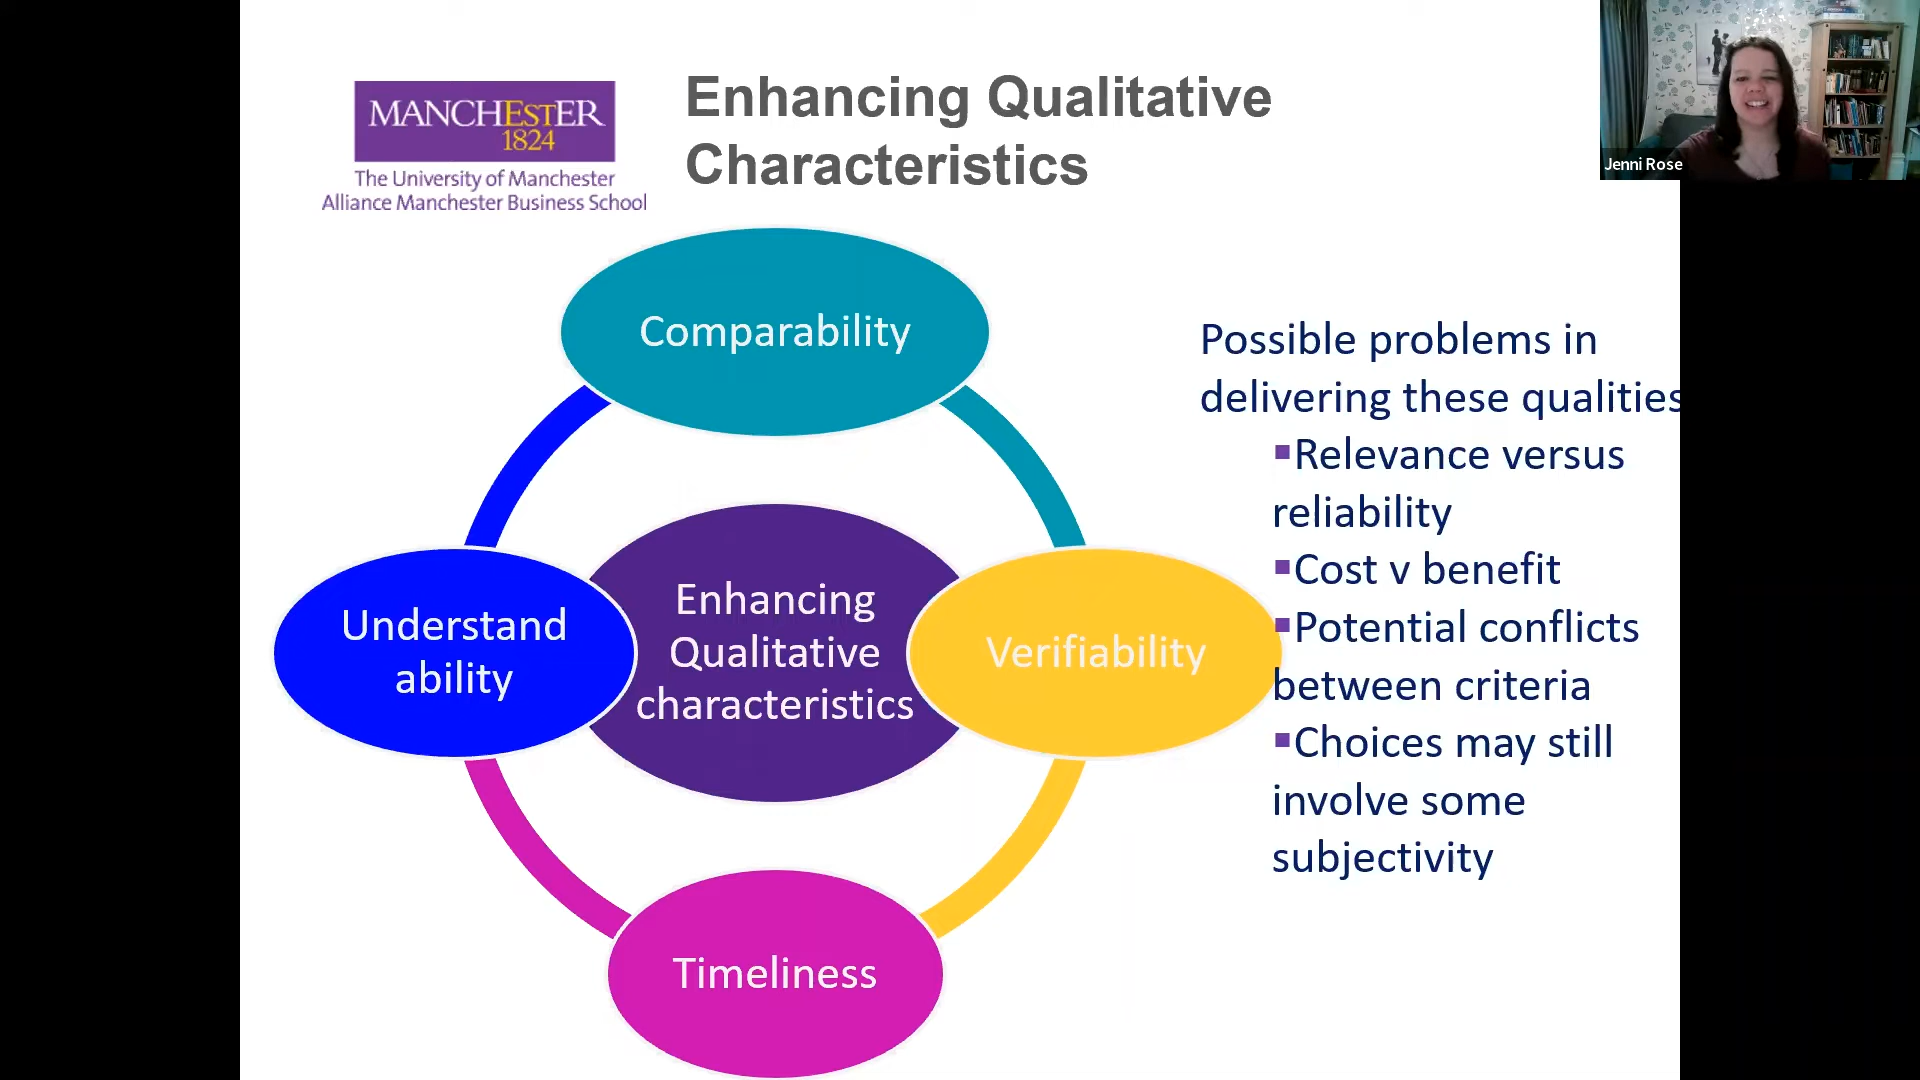 MANCHESTER
1824
The University of Manchester
Alliance Manchester Business School
Enhancing Qualitative
Characteristics
Jenni Rose
Comparability
Understand
ability
Enhancing
Qualitative
characteristics
Verifiability
Timeliness
Possible problems in
delivering these qualities
▪Relevance versus
reliability
▪Cost v benefit
▪Potential conflicts
between criteria
▪Choices may still
involve some
subjectivity